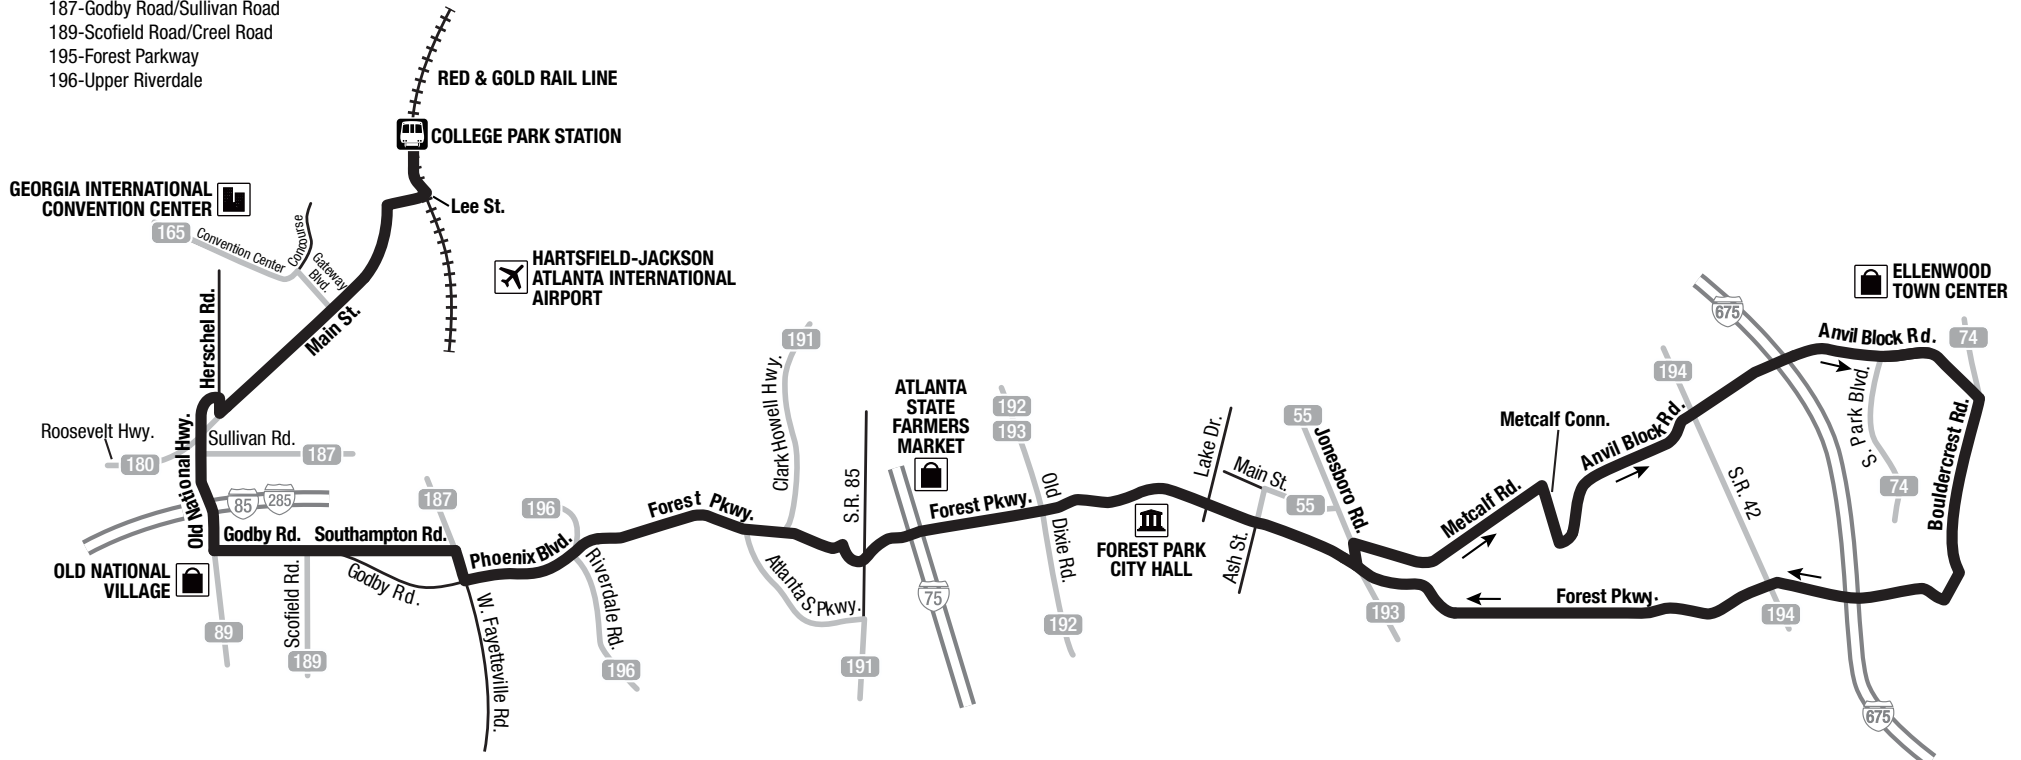 187-Godby Road/Sullivan Road
189-Scofield Road/Creel Road
195-Forest Parkway
196-Upper Riverdale
RED & GOLD RAIL LINE
COLLEGE PARK STATION
GEORGIA INTERNATIONAL
CONVENTION CENTER
165
Convention Center
Concourse
Gateway
Blvd.
Lee St.
HARTSFIELD-JACKSON
ATLANTA INTERNATIONAL
AIRPORT
Herschel Rd.
Main St.
Roosevelt Hwy.
180
Old National Hwy.
Sullivan Rd.
187
85
285
Godby Rd.
Southampton Rd.
187
OLD NATIONAL
VILLAGE
89
Scofield Rd.
189
Godby Rd.
W. Fayetteville Rd.
Phoenix Blvd.
196
Riverdale Rd.
196
Forest Pkwy.
191
Clark Howell Hwy.
Atlanta S. Pkwy.
S.R. 85
191
ATLANTA
STATE
FARMERS
MARKET
75
Forest Pkwy.
192
193
Old
Dixie Rd.
192
FOREST PARK
CITY HALL
Lake Dr.
Main St.
55
Ash St.
55
Jonesboro Rd.
193
Metcalf Rd.
Metcalf Conn.
Anvil Block Rd.
194
S.R. 42
194
Forest Pkwy.
675
Anvil Block Rd.
ELLENWOOD
TOWN CENTER
74
S. Park Blvd.
74
Bouldercrest Rd.
675